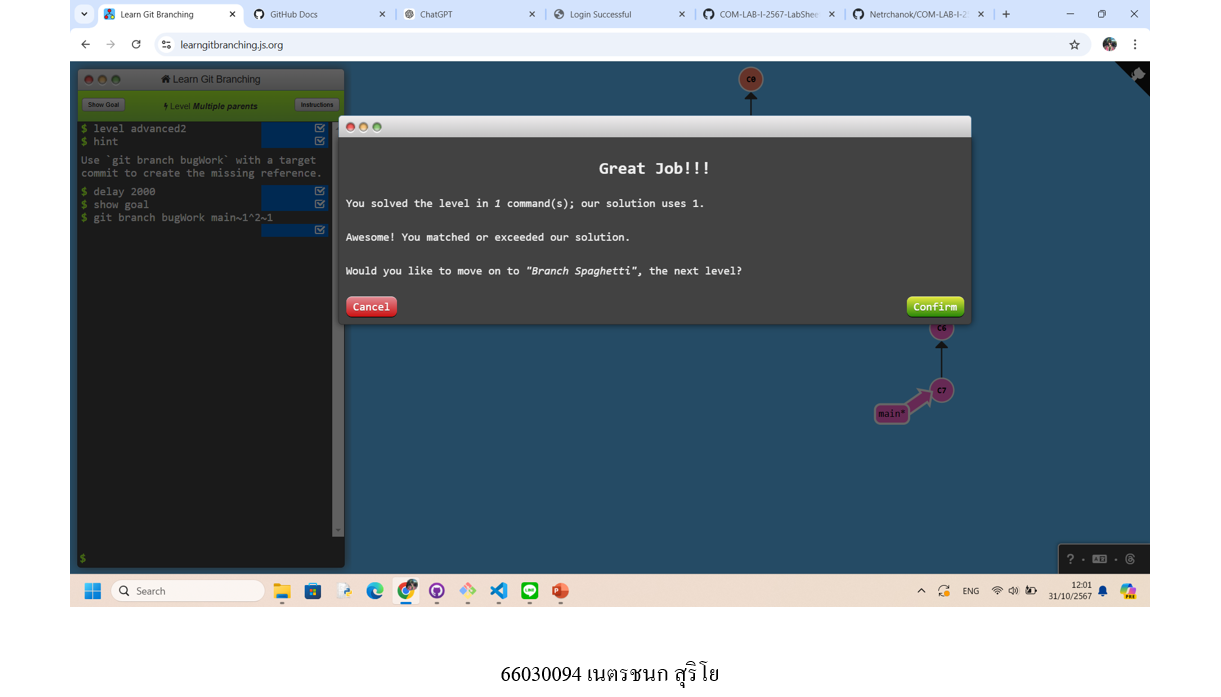 Learn Git Branching
GitHub Docs
ChatGPT
Login Successful
COM-LAB-I-2567-LabShee
Netrchanok/COM-LAB-I-2
learngitbranching.js.org
Learn Git Branching
Show Goal
Level Multiple parents
Instructions
$ level advanced2
$ hint
Use `git branch bugWork` with a target
commit to create the missing reference.
$ delay 2000
$ show goal
$ git branch bugWork main~1^2~1
$
C0
Great Job!!!
You solved the level in 1 command(s); our solution uses 1.
Awesome! You matched or exceeded our solution.
Would you like to move on to "Branch Spaghetti", the next level?
Cancel
Confirm
C6
C7
main*
?
Search
ENG
12:01
31/10/2567
PRE
66030094 เนตรชนก สุริโย